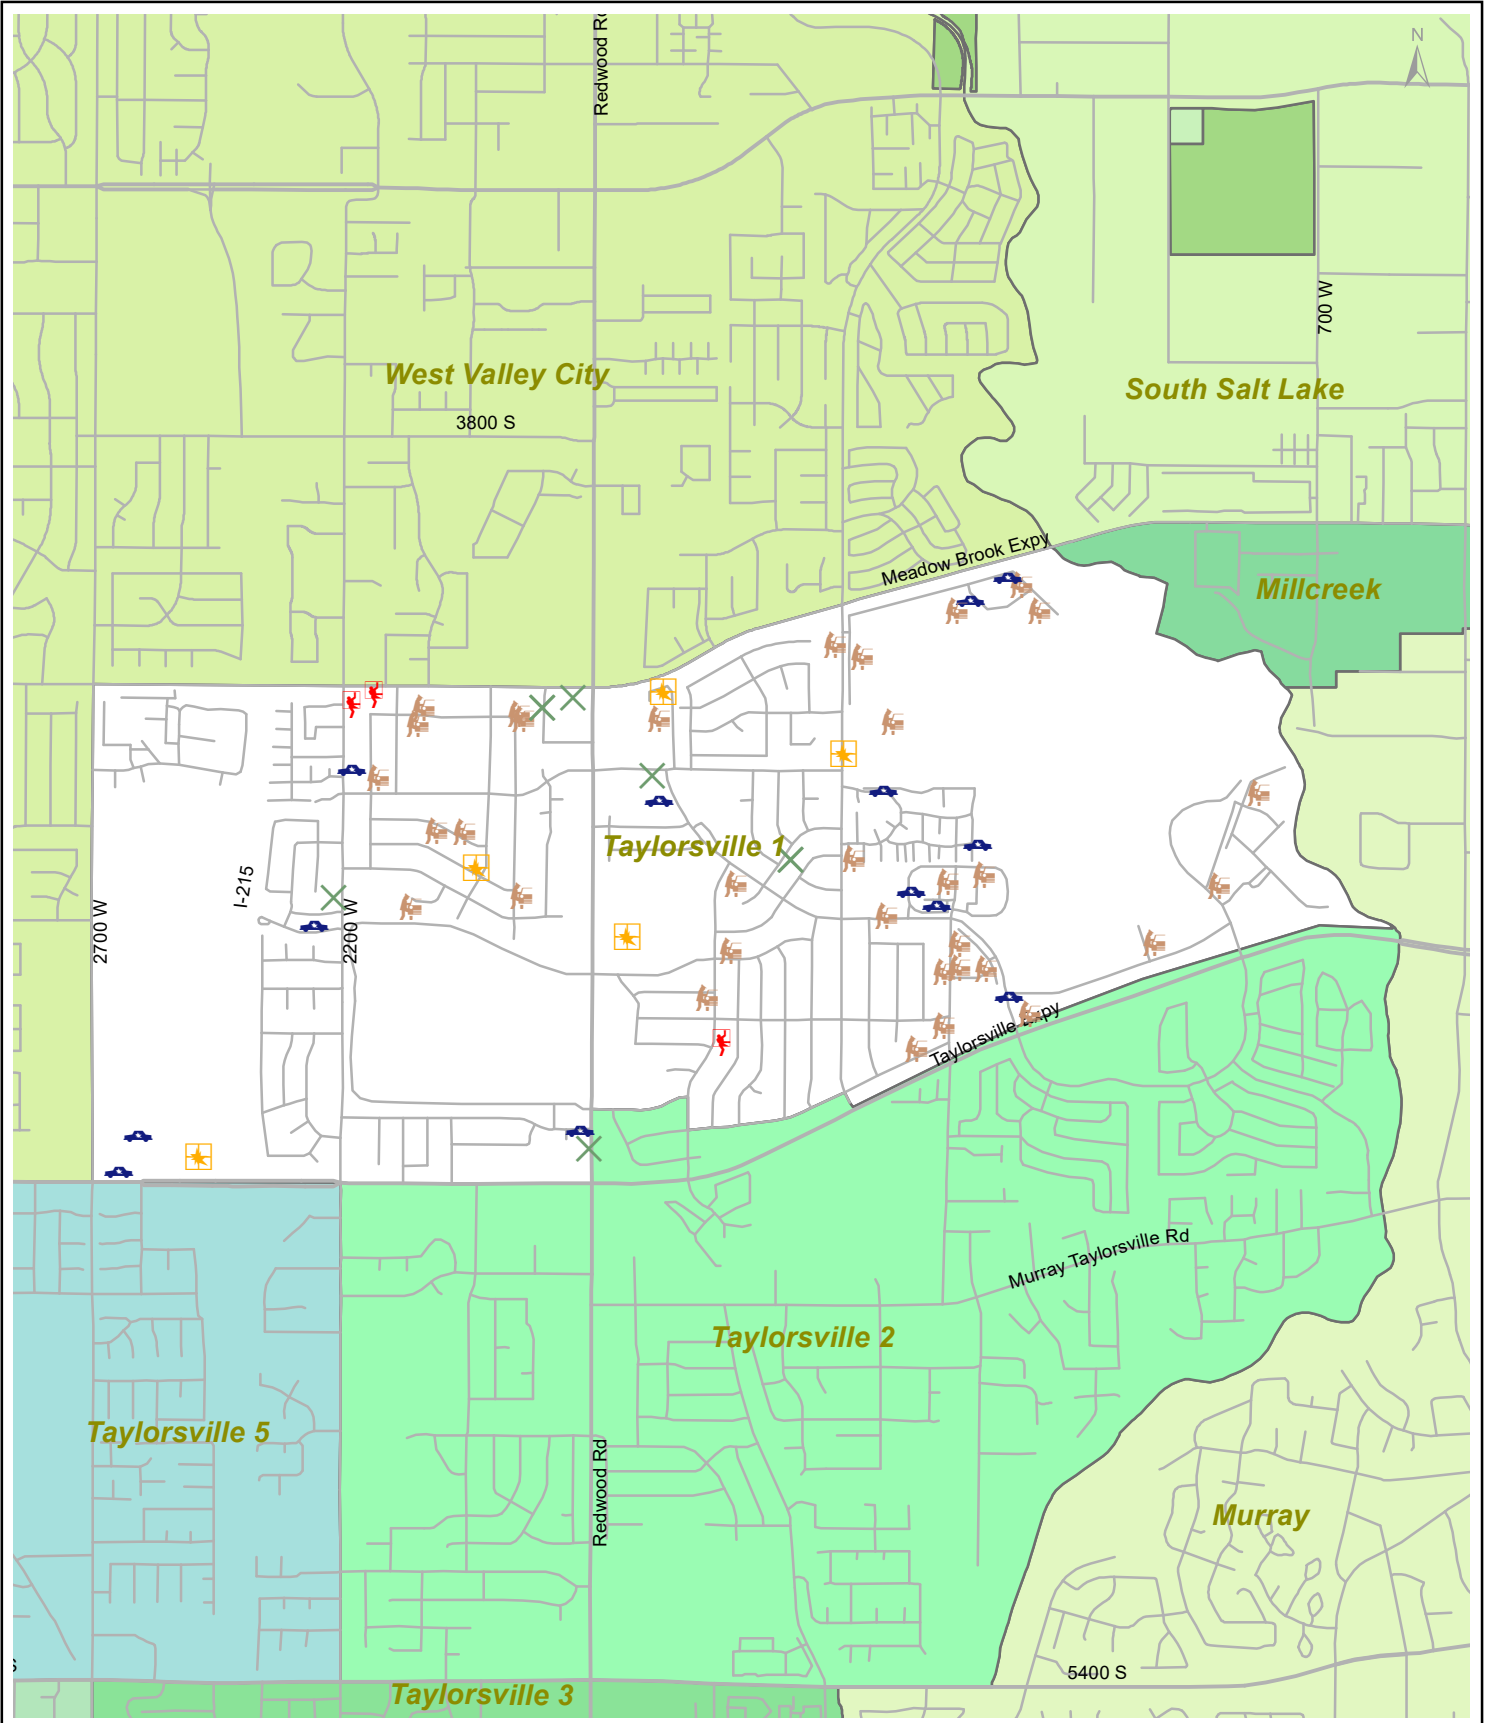 Redwood
N
700 W
West Valley City
South Salt Lake
3800 S
Meadow Brook Expy
Millcreek
Taylorsville 1
I-215
2700 W
2200 W
Taylorsville Expy
Murray Taylorsville Rd
Taylorsville 2
Taylorsville 5
Redwood Rd
Murray
5400 S
Taylorsville 3